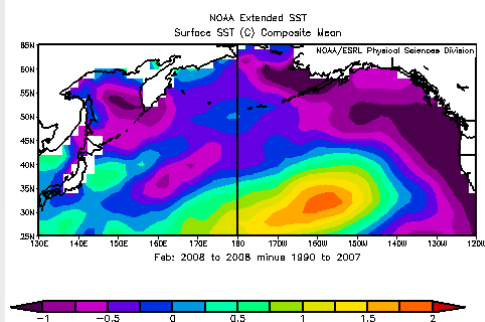 NOAA Extended SST
Surface SST (C) Composite Mean
NOAA/ESRL Physical Sciences Division
65N
60N
55N
50N
45N
40N
35N
30N
25N
130E 140E 150E 160E 170E 180 170W 160W 150W 140W 130W 120W
Feb: 2008 to 2008 minus 1990 to 2007
-1 -0.5 0 0.5 1 1.5 2